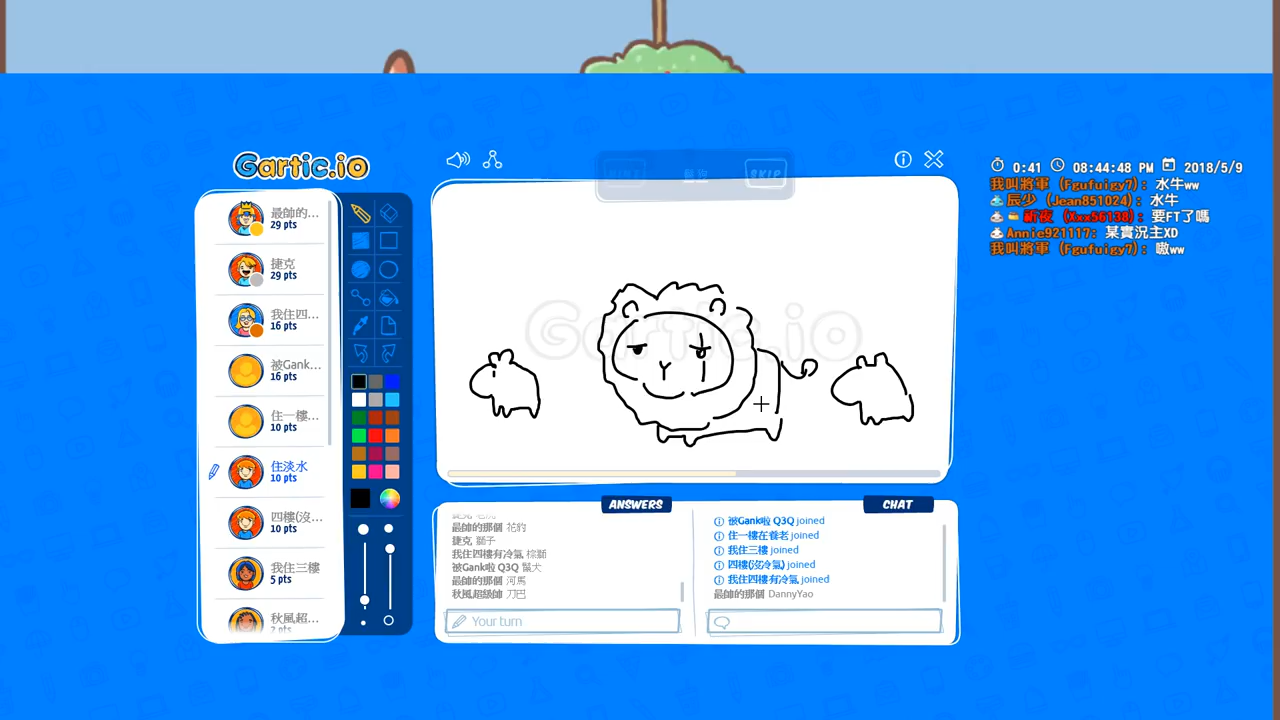 Gartic.io
SKIP
0:41 08:44:48 PM 2018/5/9
我叫將軍 (Fgufuigy7): 水牛ww
辰少 (Jean851024): 水牛
祈夜 (Xxx56138): 要FT了嗎
Annie921117: 某實況主XD
我叫將軍 (Fgufuigy7): 嗷ww
最帥的...
29 pts
捷克
29 pts
我住四...
16 pts
被Gank...
16 pts
住一樓...
10 pts
住淡水
10 pts
四樓(沒...
10 pts
我住三樓
5 pts
秋風超...
2 pts
Gartic.io
ANSWERS
最帥的那個 花豹
捷克 獅子
我住四樓有冷氣 棕獅
被Gank啦 Q3Q 鬣犬
最帥的那個 河馬
秋風超級帥 刀巴
Your turn
CHAT
被Gank啦 Q3Q joined
住一樓在養老 joined
我住三樓 joined
四樓(沒冷氣) joined
我住四樓有冷氣 joined
最帥的那個 DannyYao